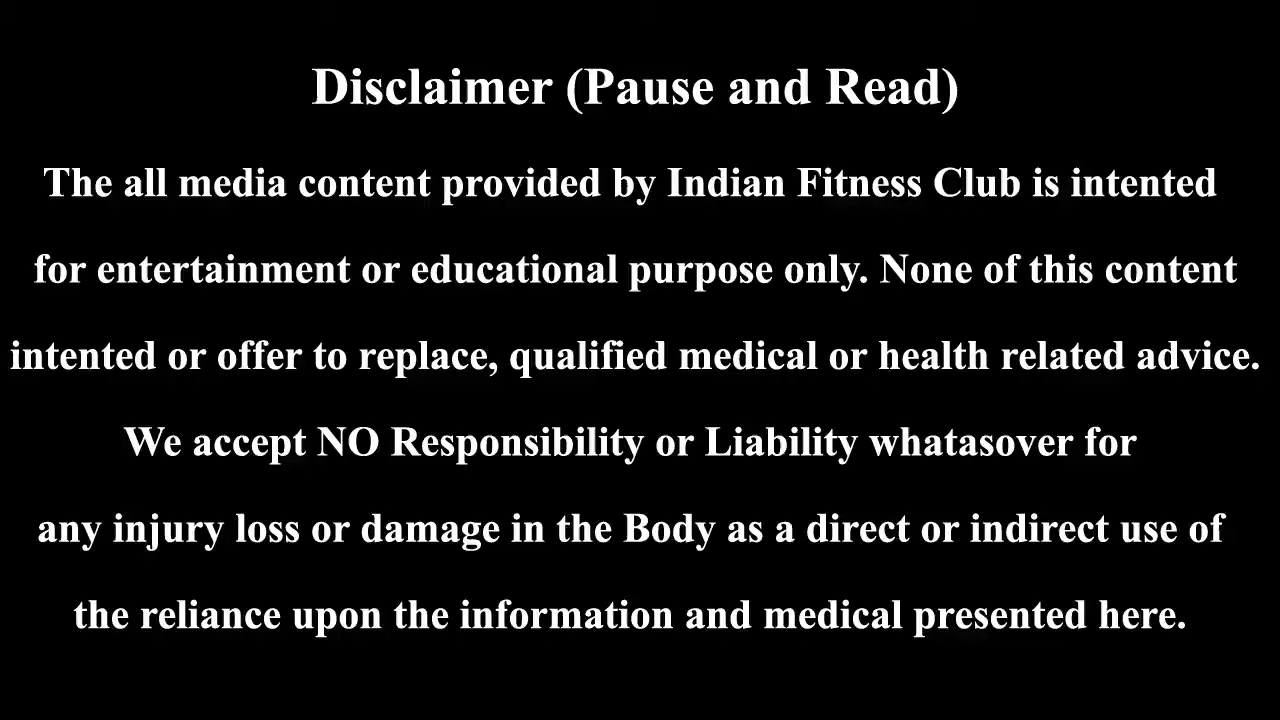 Disclaimer (Pause and Read)
The all media content provided by Indian Fitness Club is intented
for entertainment or educational purpose only. None of this content
intented or offer to replace, qualified medical or health related advice.
We accept NO Responsibility or Liability whatasover for
any injury loss or damage in the Body as a direct or indirect use of
the reliance upon the information and medical presented here.